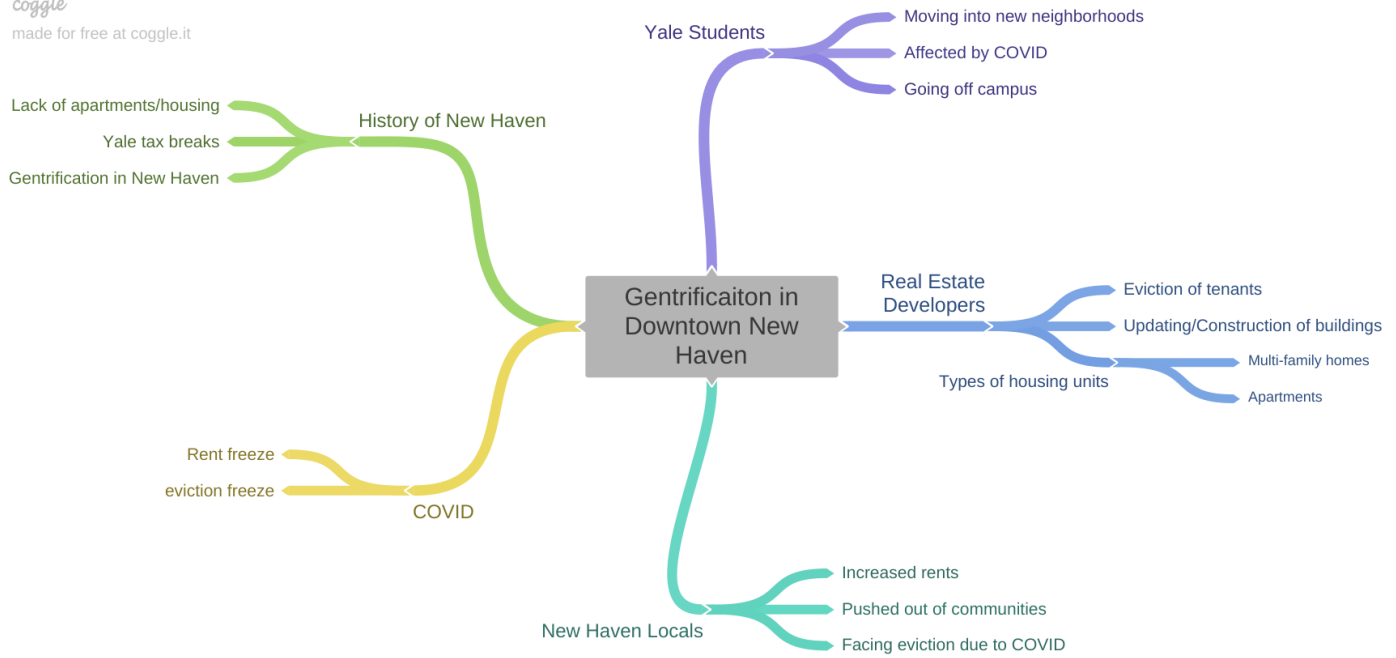 coggle
made for free at coggle.it
Yale Students
Moving into new neighborhoods
Affected by COVID
Going off campus
History of New Haven
Lack of apartments/housing
Yale tax breaks
Gentrification in New Haven
Gentrificaiton in
Downtown New
Haven
Real Estate
Developers
Eviction of tenants
Updating/Construction of buildings
Types of housing units
Multi-family homes
Apartments
COVID
Rent freeze
eviction freeze
New Haven Locals
Increased rents
Pushed out of communities
Facing eviction due to COVID